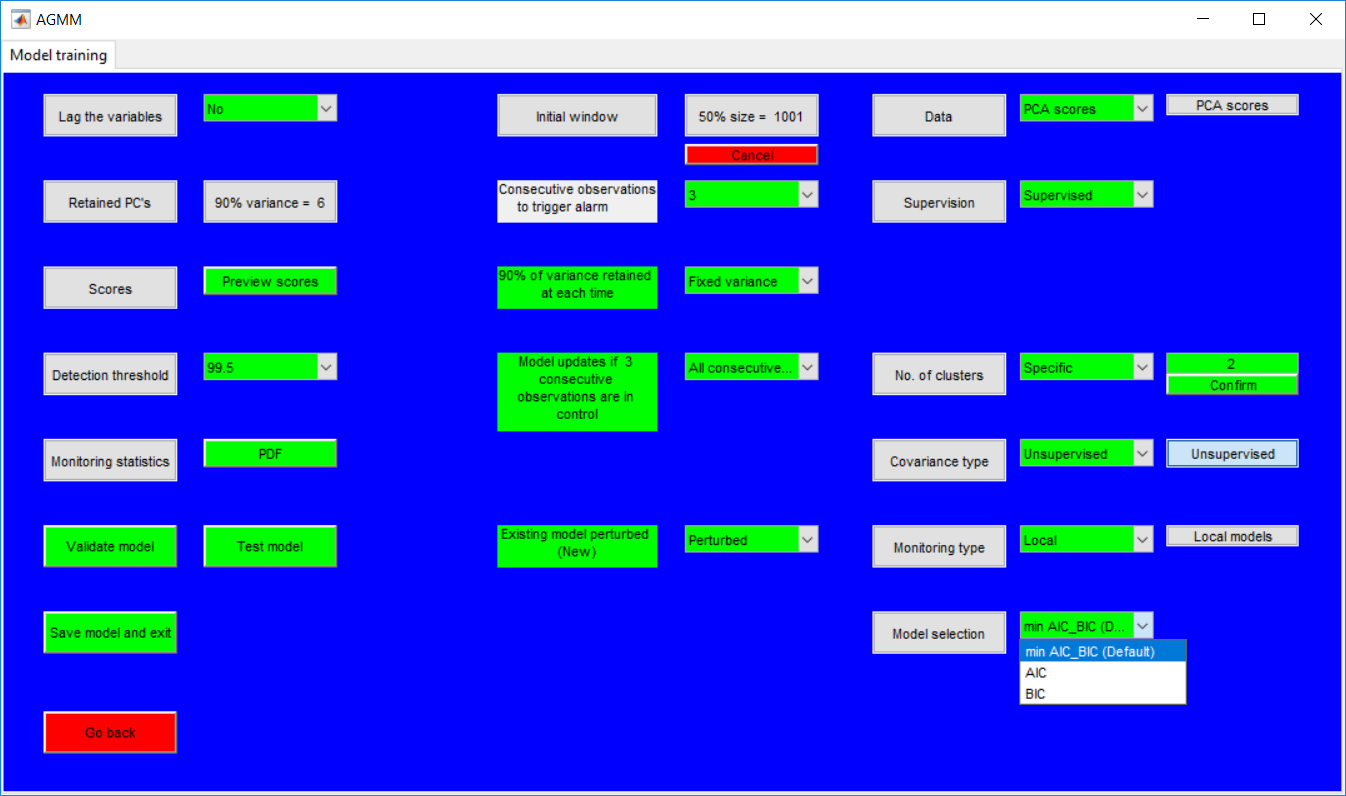 AGMM
Model training
Lag the variables
No
Initial window
50% size =  1001
Cancel
Data
PCA scores
PCA scores
Retained PC's
90% variance =  6
Consecutive observations
to trigger alarm
3
Supervision
Supervised
Scores
Preview scores
90% of variance retained
at each time
Fixed variance
Detection threshold
99.5
Model updates if  3
consecutive
observations are in
control
All consecutive...
No. of clusters
Specific
2
Confirm
Monitoring statistics
PDF
Covariance type
Unsupervised
Unsupervised
Validate model
Test model
Existing model perturbed
(New)
Perturbed
Monitoring type
Local
Local models
Save model and exit
Model selection
min AIC_BIC (D...
min AIC_BIC (Default)
AIC
BIC
Go back